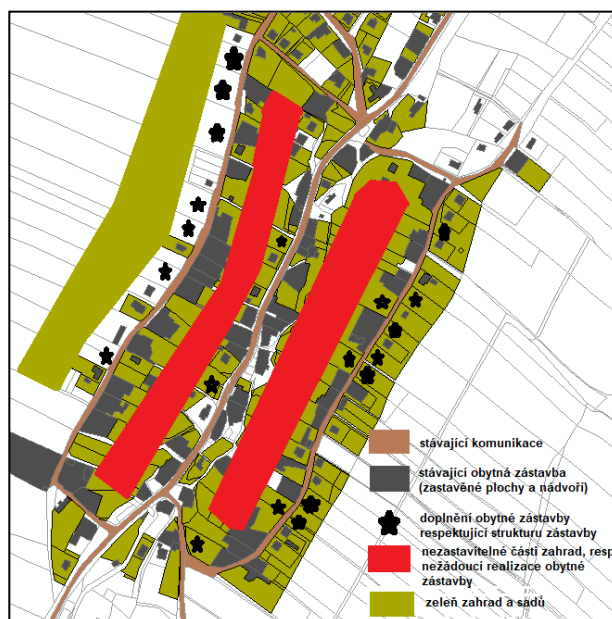 stávající komunikace
stávající obytná zástavba
(zastavěné plochy a nádvoří)
doplnění obytné zástavby
respektující strukturu zástavby
nezastavitelné části zahrad, resp
nežádoucí realizace obytné
zástavby
zeleň zahrad a sadů